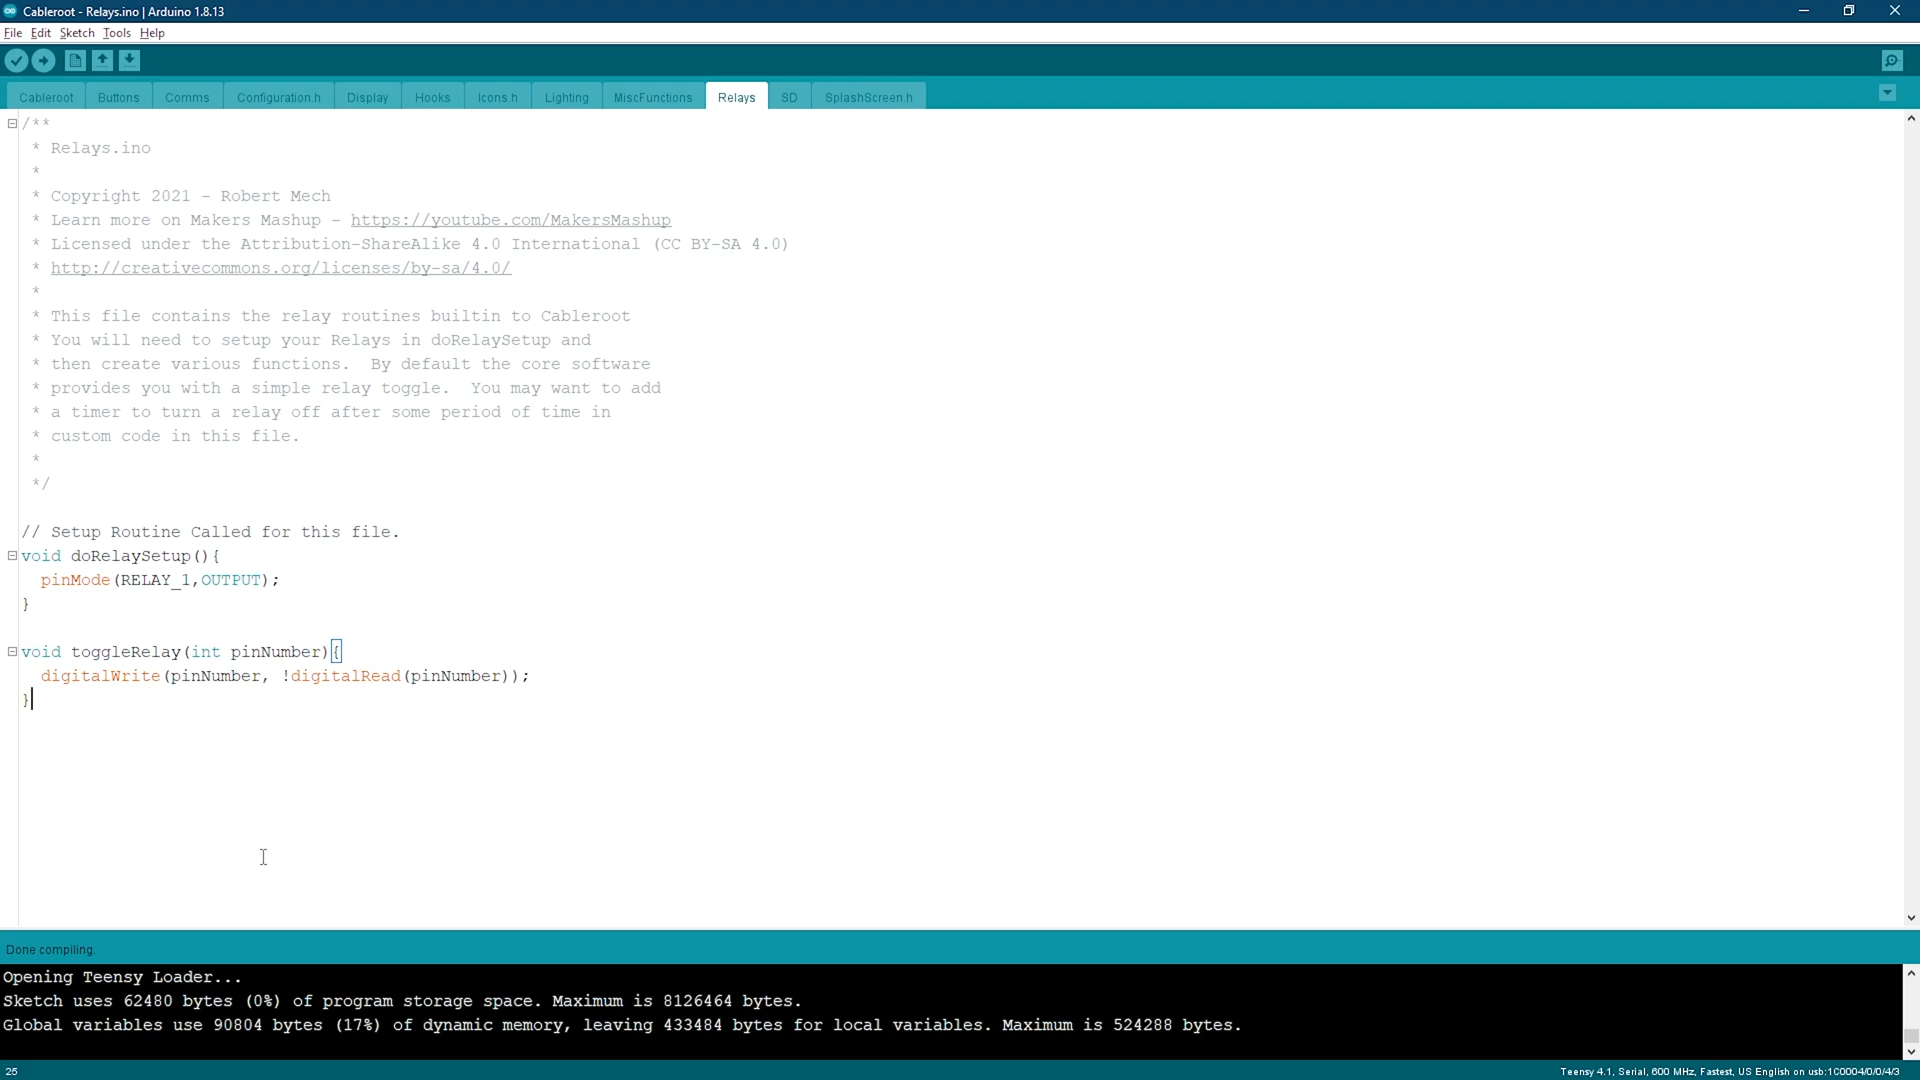 Cableroot - Relays.ino | Arduino 1.8.13
File Edit Sketch Tools Help
Cableroot Buttons Comms Configuration.h Display Hooks Icons.h Lighting MiscFunctions Relays SD SplashScreen.h
/**
* Relays.ino
*
* Copyright 2021 - Robert Mech
* Learn more on Makers Mashup - https://youtube.com/MakersMashup
* Licensed under the Attribution-ShareAlike 4.0 International (CC BY-SA 4.0)
* http://creativecommons.org/licenses/by-sa/4.0/
*
* This file contains the relay routines builtin to Cableroot
* You will need to setup your Relays in doRelaySetup and
* then create various functions.  By default the core software
* provides you with a simple relay toggle.  You may want to add
* a timer to turn a relay off after some period of time in
* custom code in this file.
*
*/
// Setup Routine Called for this file.
void doRelaySetup(){
pinMode(RELAY_1,OUTPUT);
}
void toggleRelay(int pinNumber){
digitalWrite(pinNumber, !digitalRead(pinNumber));
}
Done compiling.
Opening Teensy Loader...
Sketch uses 62480 bytes (0%) of program storage space. Maximum is 8126464 bytes.
Global variables use 90804 bytes (17%) of dynamic memory, leaving 433484 bytes for local variables. Maximum is 524288 bytes.
25
Teensy 4.1, Serial, 600 MHz, Fastest, US English on usb:1C0004/0/0/4/3